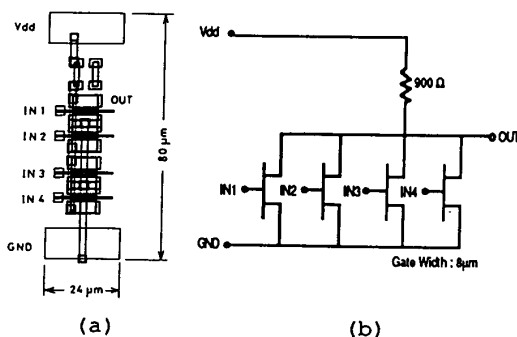 Vdd
OUT
IN 1
IN 2
IN 3
IN 4
GND
80 μm
24 μm
(a)
Vdd
900 Ω
OUT
IN1
IN2
IN3
IN4
GND
Gate Width : 8μm
(b)